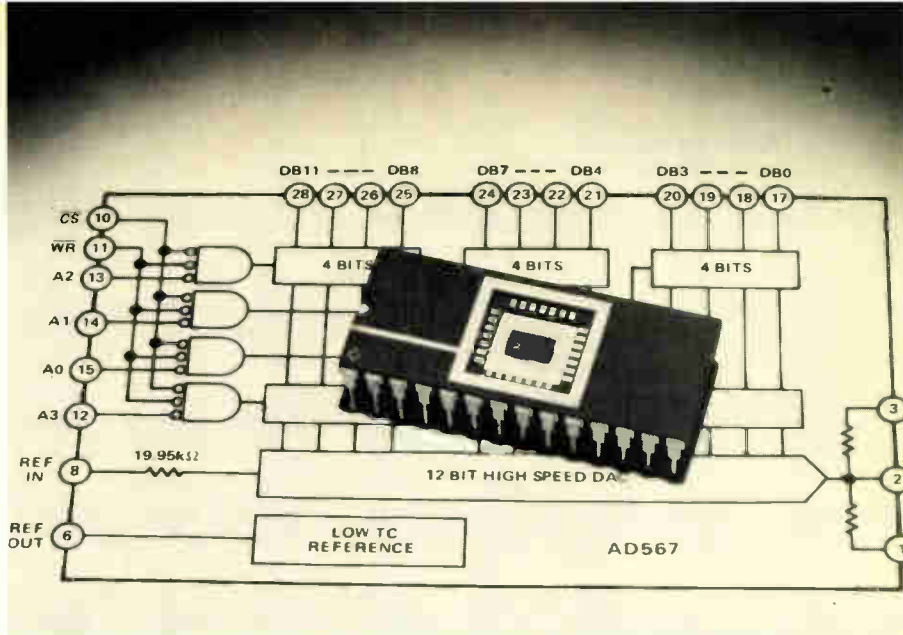 DB11 ---- DB8
DB7 --- DB4
DB3 --- DB0
28 27 26 25
24 23 22 21
20 19 18 17
CS 10
WR 11
A2 13
A1 14
A0 15
A3 12
4 BITS
4 BITS
4 BITS
REF IN 8
19.95kΩ
12 BIT HIGH SPEED DA
3
2
1
REF OUT 6
LOW TC
REFERENCE
AD567